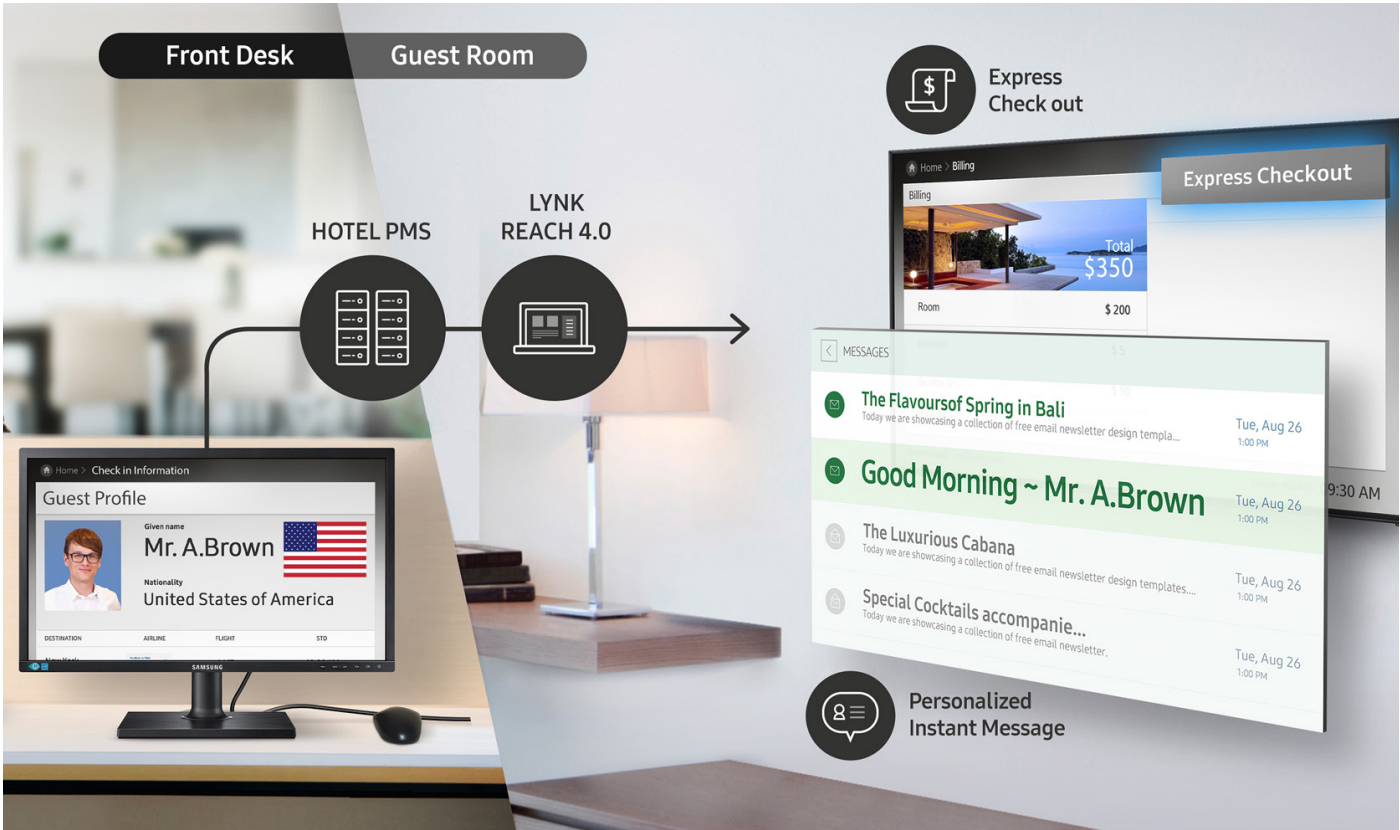 Front Desk
Guest Room
HOTEL PMS
LYNK
REACH 4.0
Express
Check out
Home > Billing
Express Checkout
Billing
Total
$350
Room
$ 200
$ 5
9:30 AM
< MESSAGES
The Flavoursof Spring in Bali
Today we are showcasing a collection of free email newsletter design templa...
Tue, Aug 26
1:00 PM
Good Morning ~ Mr. A.Brown
Tue, Aug 26
1:00 PM
The Luxurious Cabana
Today we are showcasing a collection of free email newsletter design templates....
Tue, Aug 26
1:00 PM
Special Cocktails accompanie...
Today we are showcasing a collection of free email newsletter.
Tue, Aug 26
1:00 PM
Personalized
Instant Message
Home > Check in Information
Guest Profile
Given name
Mr. A.Brown
Nationality
United States of America
DESTINATION AIRLINE FLIGHT STD
SAMSUNG